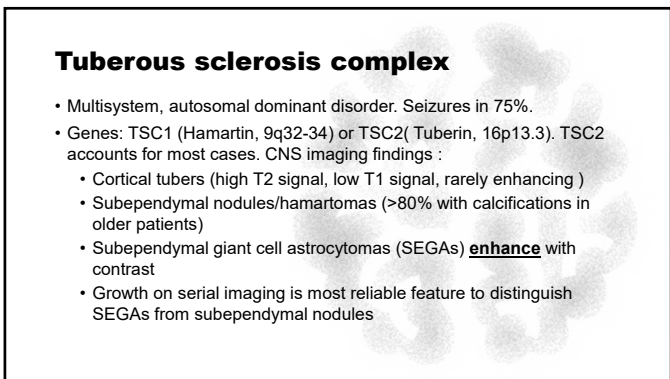 Tuberous sclerosis complex
• Multisystem, autosomal dominant disorder. Seizures in 75%.
• Genes: TSC1 (Hamartin, 9q32-34) or TSC2( Tuberin, 16p13.3). TSC2
accounts for most cases. CNS imaging findings :
• Cortical tubers (high T2 signal, low T1 signal, rarely enhancing )
• Subependymal nodules/hamartomas (>80% with calcifications in
older patients)
• Subependymal giant cell astrocytomas (SEGAs) enhance with
contrast
• Growth on serial imaging is most reliable feature to distinguish
SEGAs from subependymal nodules